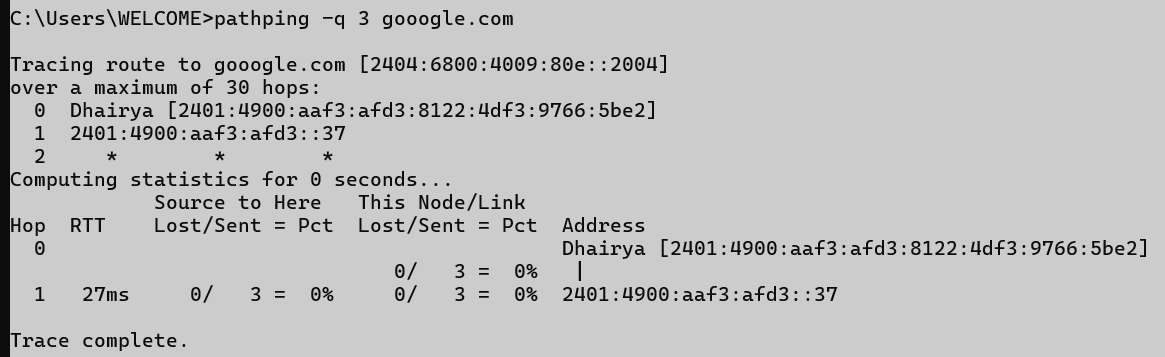 C:\Users\WELCOME>pathping -q 3 gooogle.com
Tracing route to gooogle.com [2404:6800:4009:80e::2004]
over a maximum of 30 hops:
  0  Dhairya [2401:4900:aaf3:afd3:8122:4df3:9766:5be2]
  1  2401:4900:aaf3:afd3::37
  2     *        *        *
Computing statistics for 0 seconds...
            Source to Here   This Node/Link
Hop  RTT    Lost/Sent = Pct  Lost/Sent = Pct  Address
  0                                           Dhairya [2401:4900:aaf3:afd3:8122:4df3:9766:5be2]
                                0/   3 =  0%   |
  1   27ms     0/   3 =  0%     0/   3 =  0%  2401:4900:aaf3:afd3::37
Trace complete.